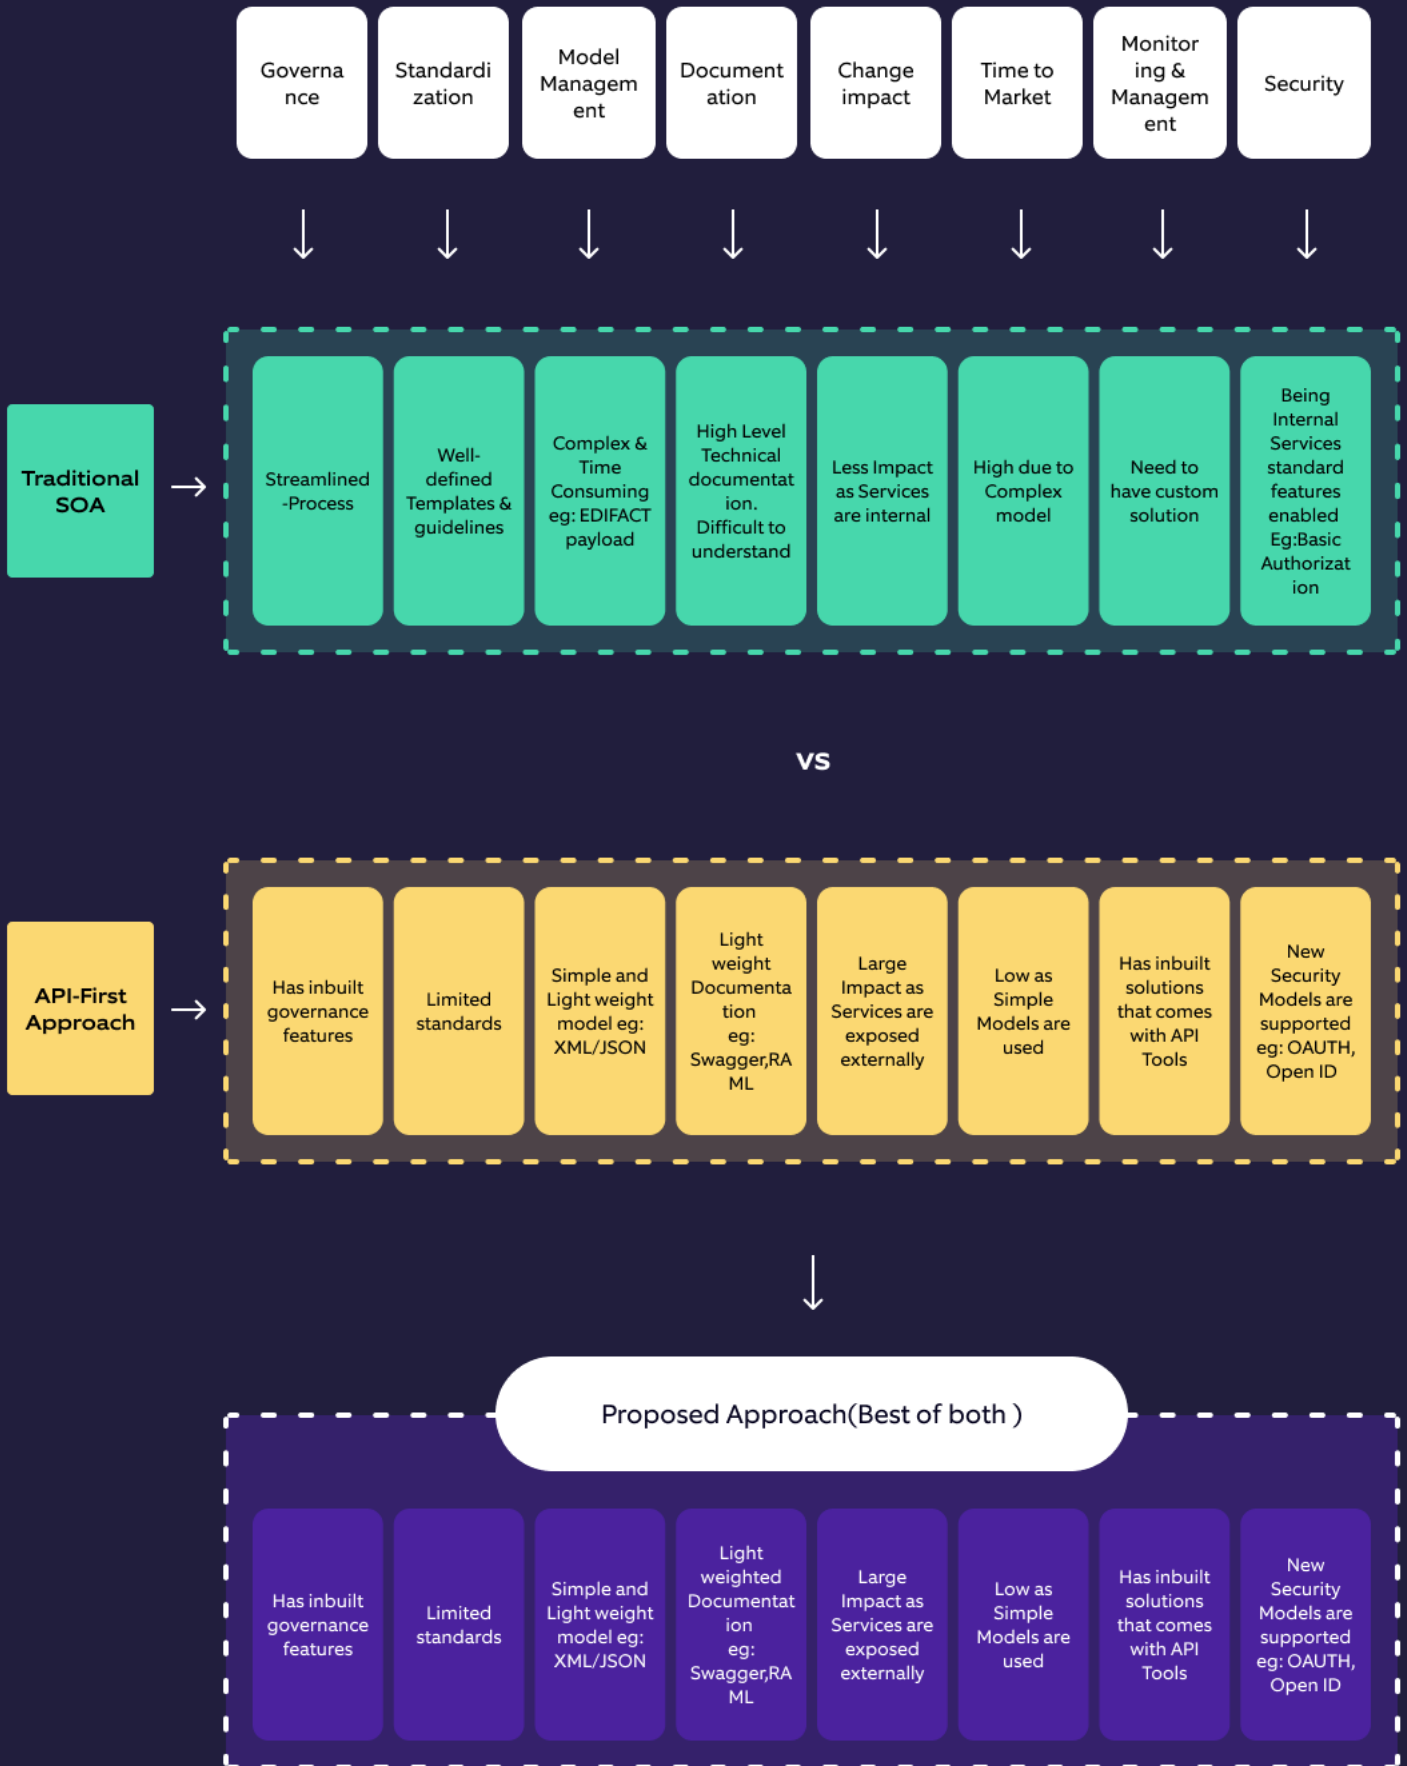 Governa
nce
Standardi
zation
Model
Managem
ent
Document
ation
Change
impact
Time to
Market
Monitor
ing &
Managem
ent
Security
Traditional
SOA
Streamlined
-Process
Well-
defined
Templates &
guidelines
Complex &
Time
Consuming
eg: EDIFACT
payload
High Level
Technical
documentat
ion.
Difficult to
understand
Less Impact
as Services
are internal
High due to
Complex
model
Need to
have custom
solution
Being
Internal
Services
standard
features
enabled
Eg:Basic
Authorizat
ion
VS
API-First
Approach
Has inbuilt
governance
features
Limited
standards
Simple and
Light weight
model eg:
XML/JSON
Light
weight
Documenta
tion
eg:
Swagger,RA
ML
Large
Impact as
Services are
exposed
externally
Low as
Simple
Models are
used
Has inbuilt
solutions
that comes
with API
Tools
New
Security
Models are
supported
eg: OAUTH,
Open ID
Proposed Approach(Best of both )
Has inbuilt
governance
features
Limited
standards
Simple and
Light weight
model eg:
XML/JSON
Light
weighted
Documentat
ion
eg:
Swagger,RA
ML
Large
Impact as
Services are
exposed
externally
Low as
Simple
Models are
used
Has inbuilt
solutions
that comes
with API
Tools
New
Security
Models are
supported
eg: OAUTH,
Open ID